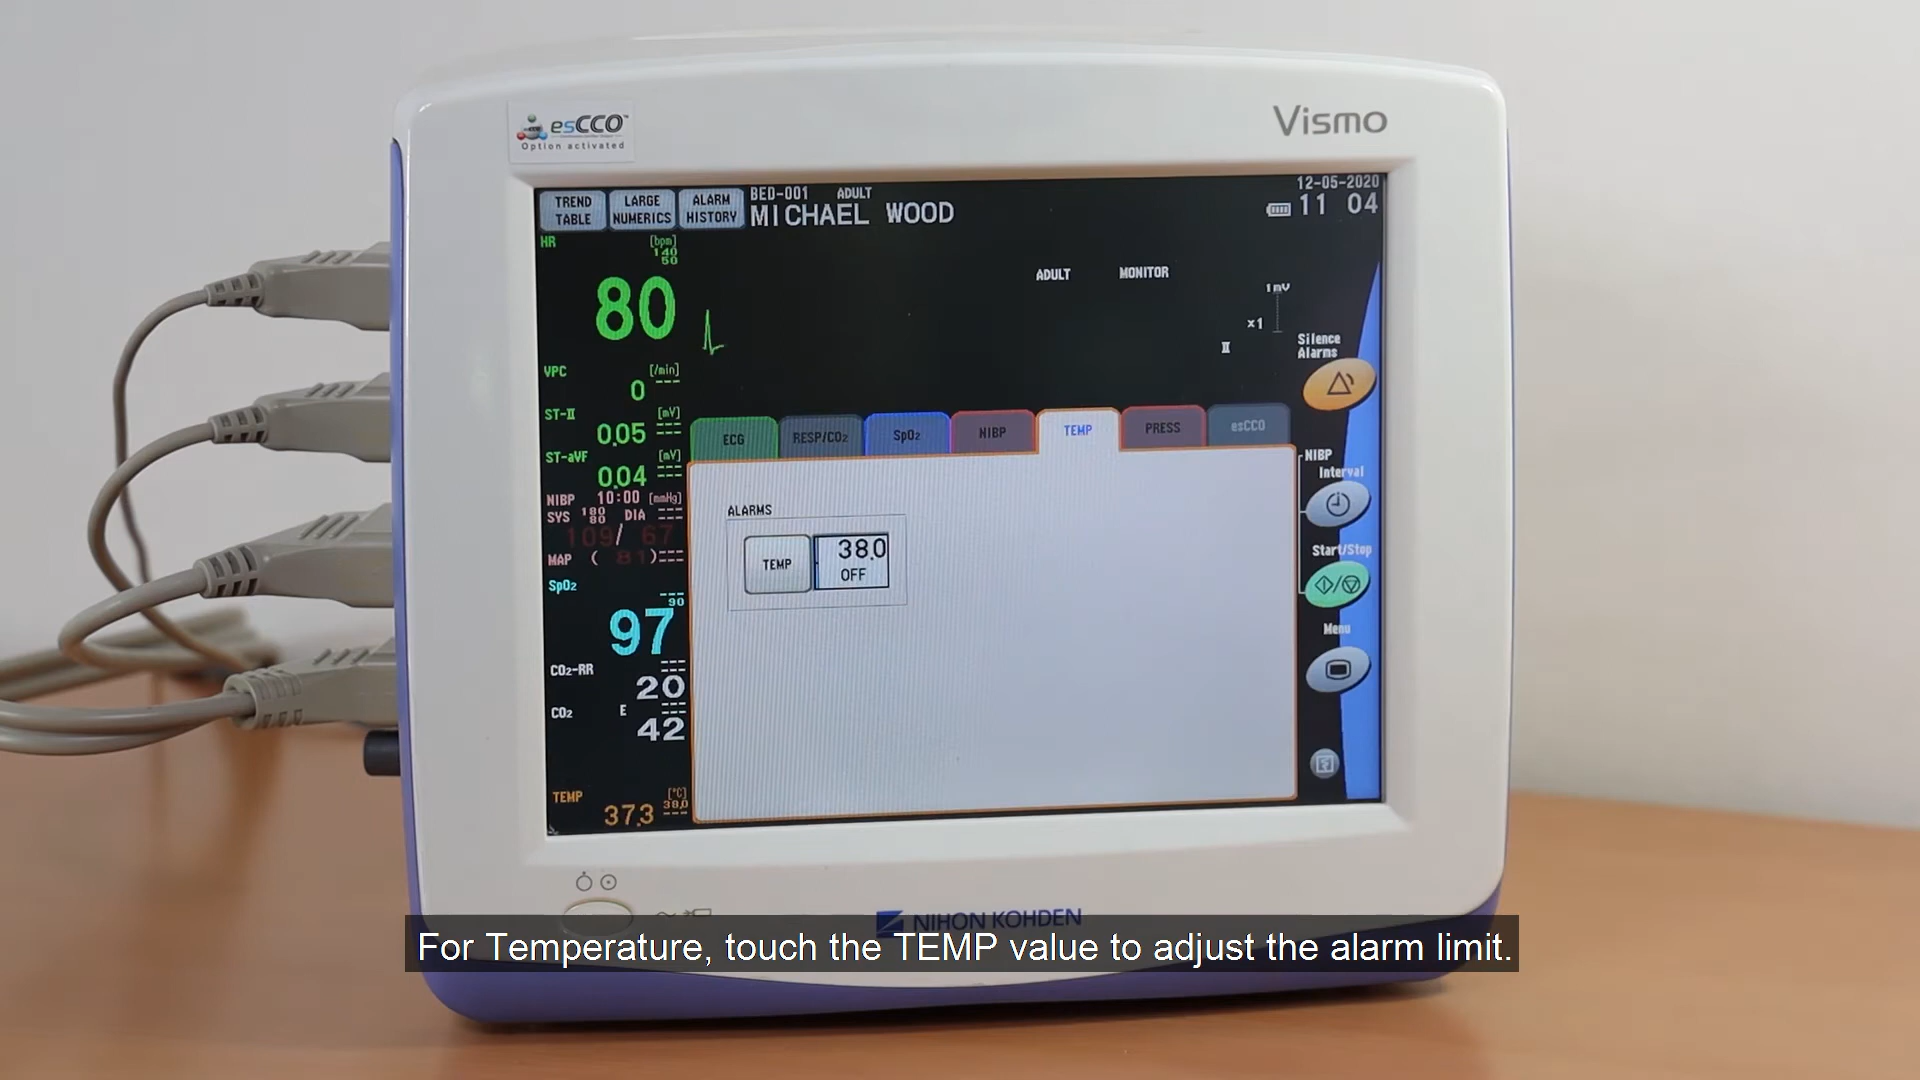 esCCO™
Option activated
Vismo
TREND TABLE
LARGE NUMERICS
ALARM HISTORY
BED-001 ADULT
MICHAEL WOOD
12-05-2020
11 04
HR [bpm]
140
50
80
ADULT MONITOR
1mV
×1
II
Silence Alarms
VPC [/min]
0 ---
ST-II [mV]
0.05 ---
ST-aVF [mV]
0.04 ---
NIBP 10:00 [mmHg]
SYS 180 80 DIA ---
109/ 67
MAP ( 81) ---
SpO2
---
90
97
CO2-RR ---
20 ---
CO2 E ---
42 ---
TEMP [°C]
37.3 38.0 ---
ECG RESP/CO2 SpO2 NIBP TEMP PRESS esCCO
ALARMS
TEMP 38.0
OFF
NIBP
Interval
Start/Stop
Menu
NIHON KOHDEN
For Temperature, touch the TEMP value to adjust the alarm limit.